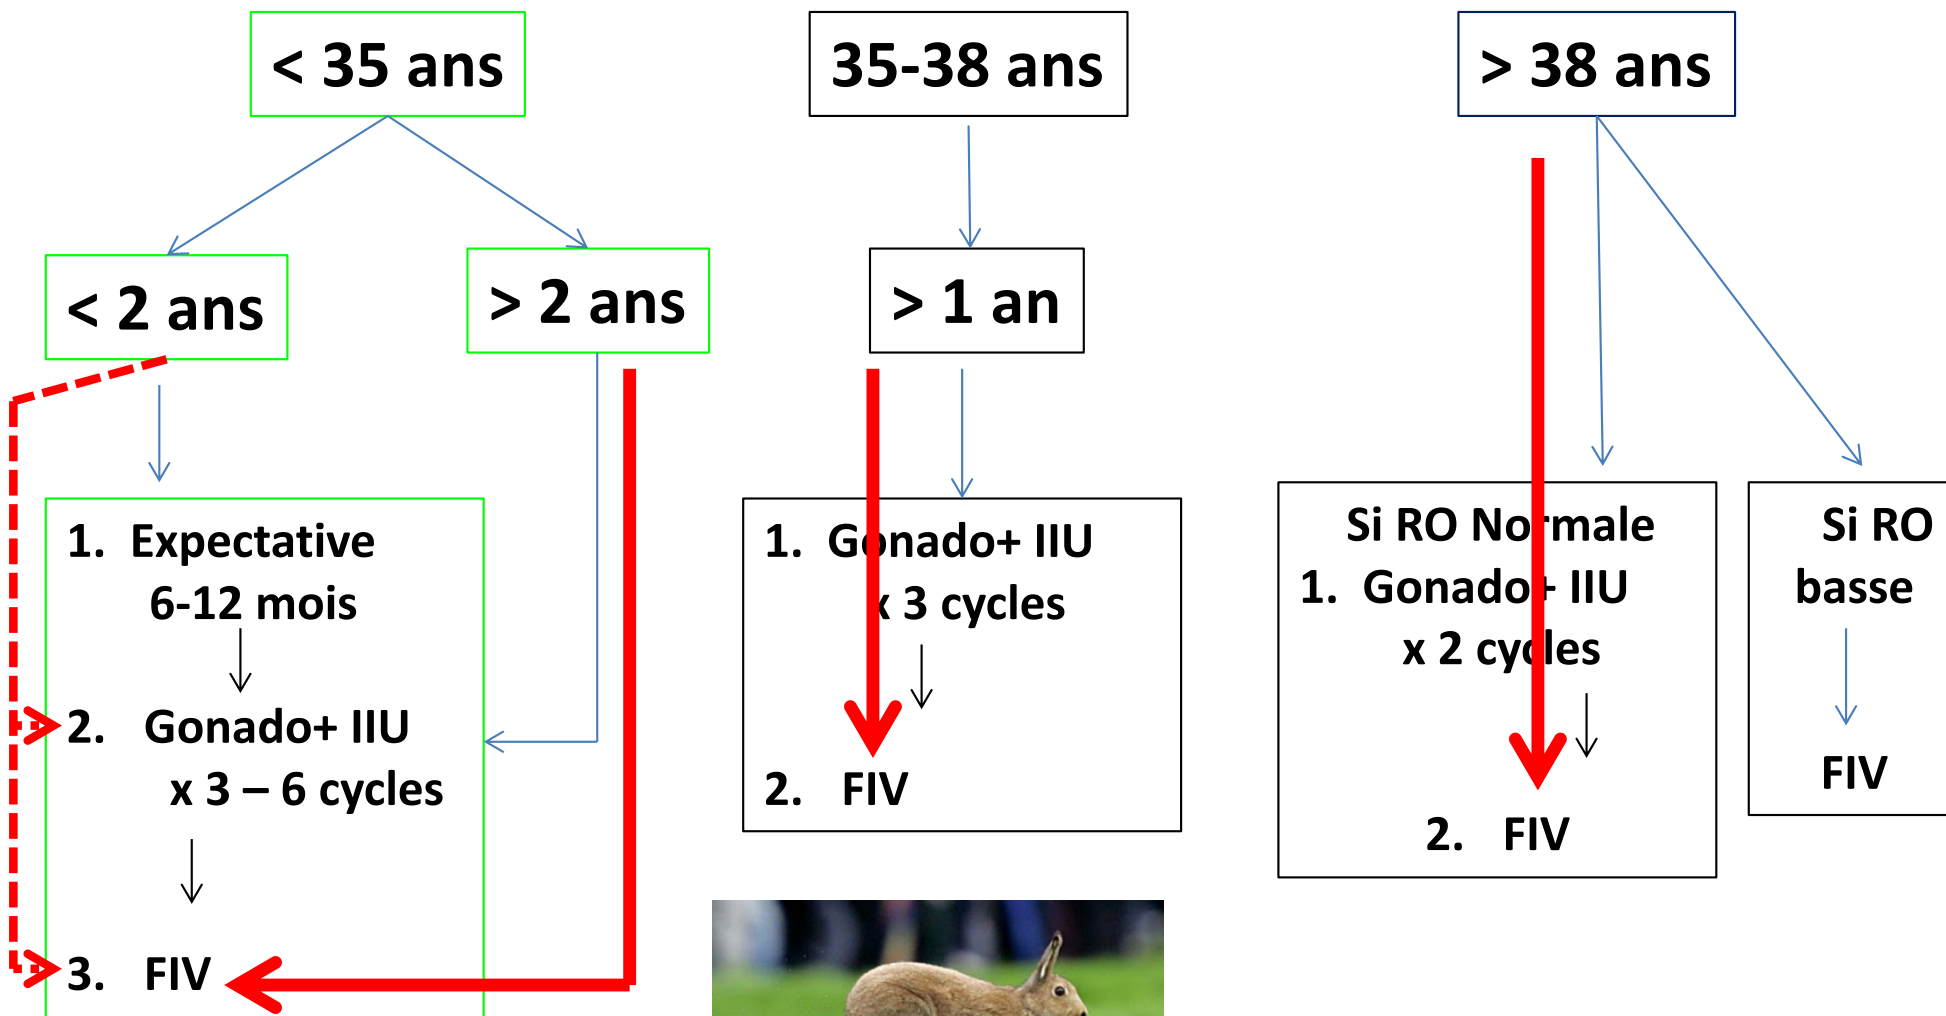 < 35 ans
35-38 ans
> 38 ans
< 2 ans
> 2 ans
> 1 an
1. Expectative
6-12 mois
2. Gonado+ IIU
x 3 – 6 cycles
3. FIV
1. Gonado+ IIU
x 3 cycles
2. FIV
Si RO Normale
1. Gonado+ IIU
x 2 cycles
2. FIV
Si RO
basse
FIV